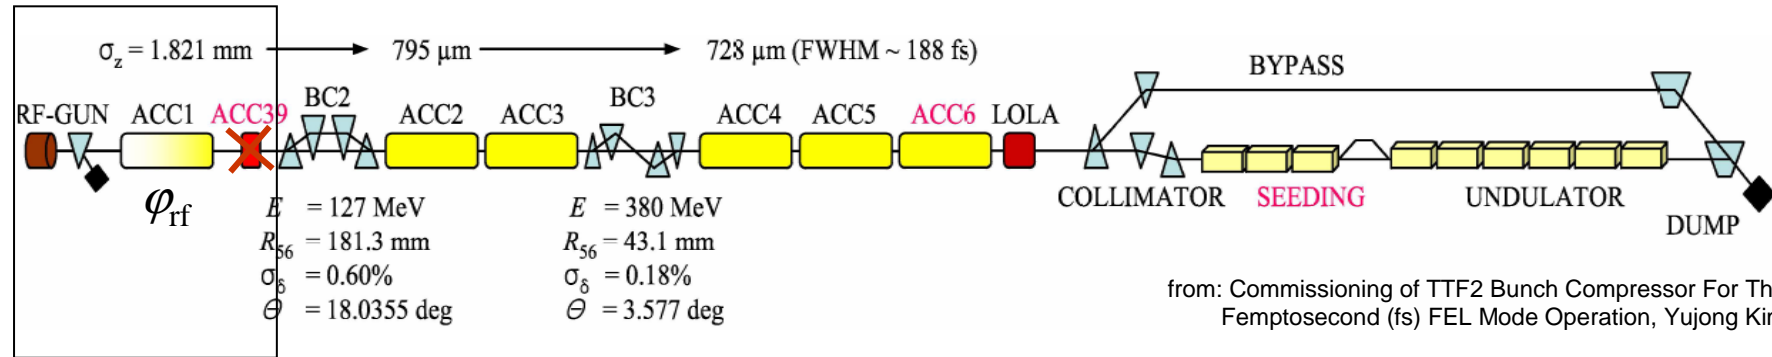 σz = 1.821 mm 795 μm 728 μm (FWHM ~ 188 fs)
BYPASS
RF-GUN ACC1 ACC39 BC2 ACC2 ACC3 BC3 ACC4 ACC5 ACC6 LOLA
φrf
COLLIMATOR SEEDING UNDULATOR
DUMP
E = 127 MeV
R56 = 181.3 mm
σδ = 0.60%
Θ = 18.0355 deg
E = 380 MeV
R56 = 43.1 mm
σδ = 0.18%
Θ = 3.577 deg
from: Commissioning of TTF2 Bunch Compressor For Th
Femptosecond (fs) FEL Mode Operation, Yujong Kim